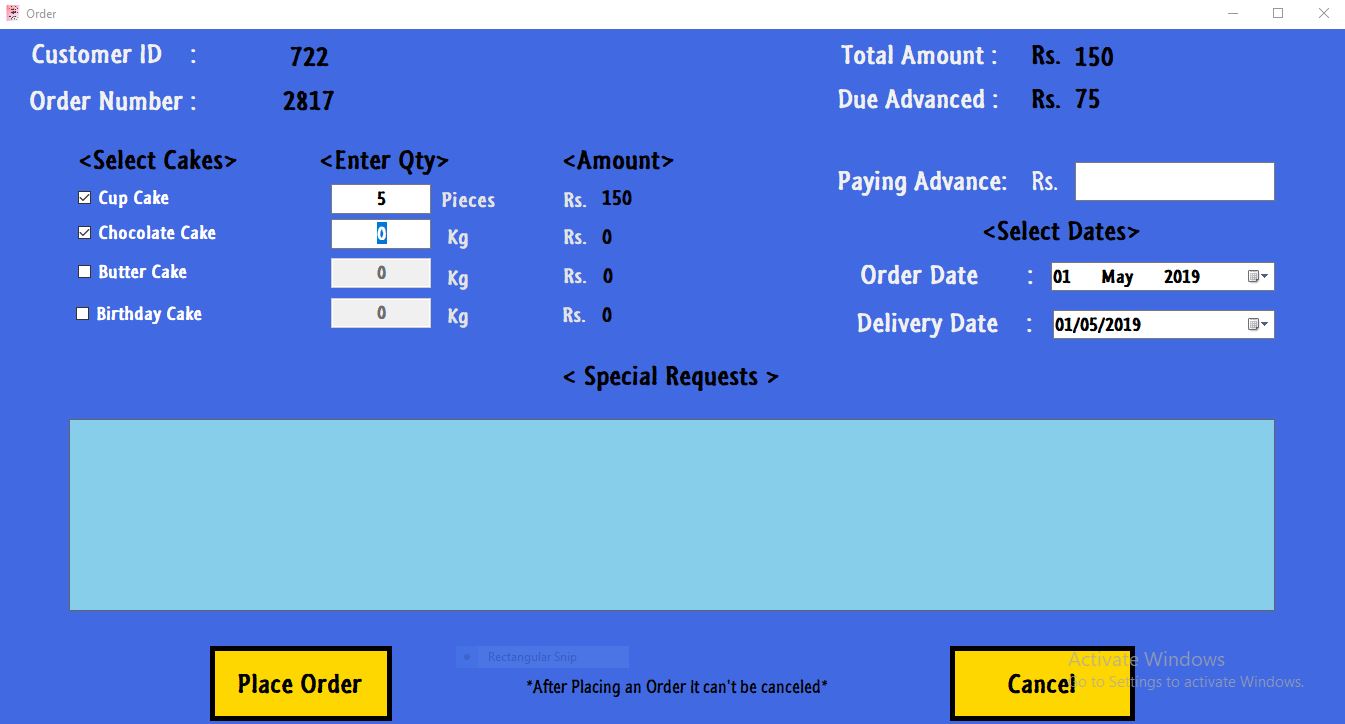 Order
Customer ID : 722
Total Amount : Rs. 150
Order Number : 2817
Due Advanced : Rs. 75
<Select Cakes> <Enter Qty> <Amount>
Cup Cake 5 Pieces Rs. 150
Chocolate Cake 0 Kg Rs. 0
Butter Cake 0 Kg Rs. 0
Birthday Cake 0 Kg Rs. 0
Paying Advance: Rs.
<Select Dates>
Order Date : 01 May 2019
Delivery Date : 01/05/2019
< Special Requests >
Rectangular Snip
Place Order
*After Placing an Order It can't be canceled*
Cancel
Activate Windows
Go to Settings to activate Windows.